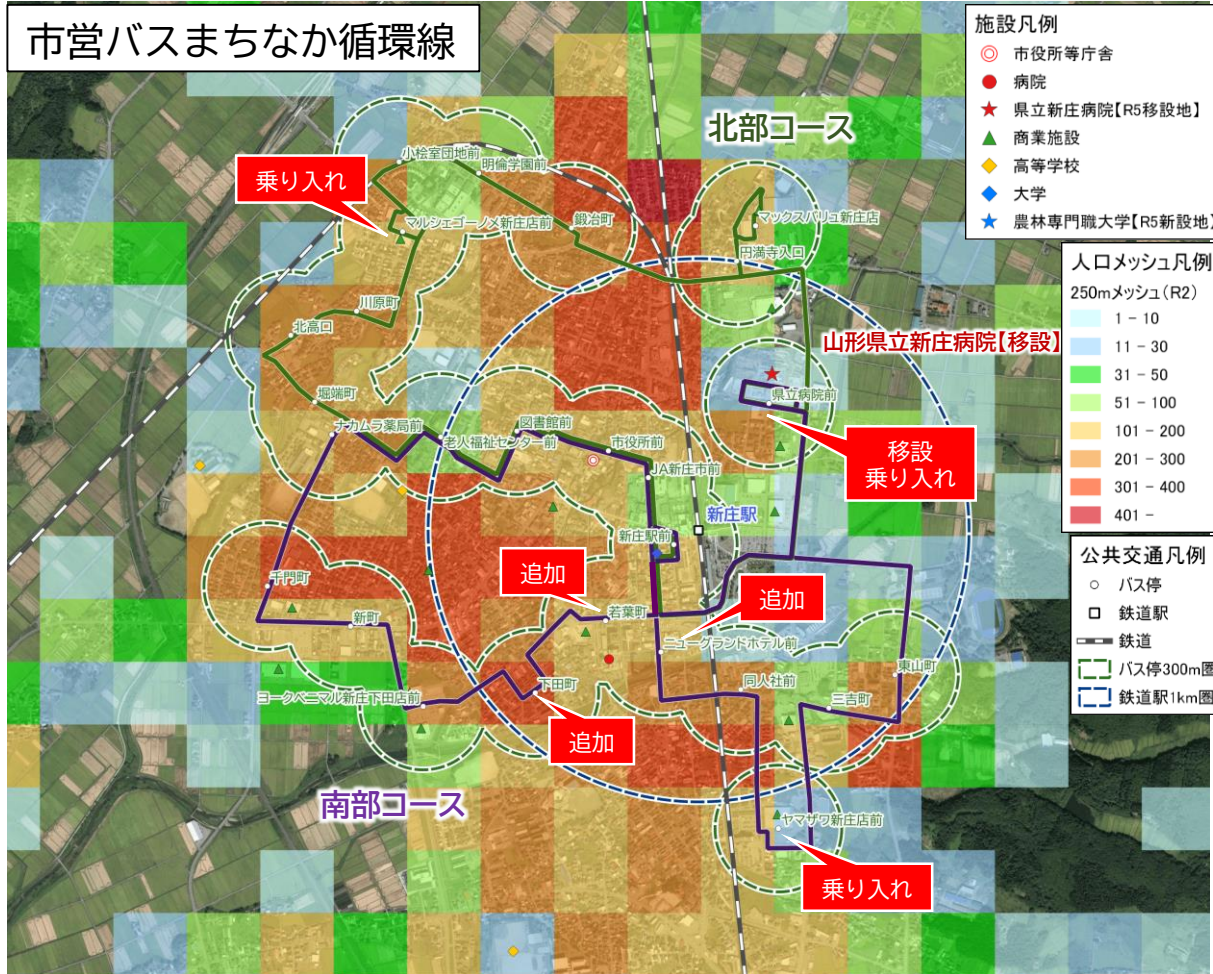 市営バスまちなか循環線
施設凡例
市役所等庁舎
病院
県立新庄病院【R5移設地】
商業施設
高等学校
大学
農林専門職大学【R5新設地】
人口メッシュ凡例
250mメッシュ(R2)
1 - 10
11 - 30
31 - 50
51 - 100
101 - 200
201 - 300
301 - 400
401 -
公共交通凡例
バス停
鉄道駅
鉄道
バス停300m圏
鉄道駅1km圏
北部コース
小桧室団地前
明倫学園前
乗り入れ
マルシェゴーノメ新庄店前
鍛冶町
マックスバリュ新庄店
円満寺入口
川原町
北高口
山形県立新庄病院【移設】
県立病院前
堀端町
ナカムラ薬局前
老人福祉センター前
図書館前
市役所前
移設
乗り入れ
JA新庄市前
新庄駅
新庄駅前
千門町
追加
追加
新町
若葉町
ニューグランドホテル前
東山町
ヨークベニマル新庄下田店前
下田町
同人社前
三吉町
追加
南部コース
ヤマザワ新庄店前
乗り入れ